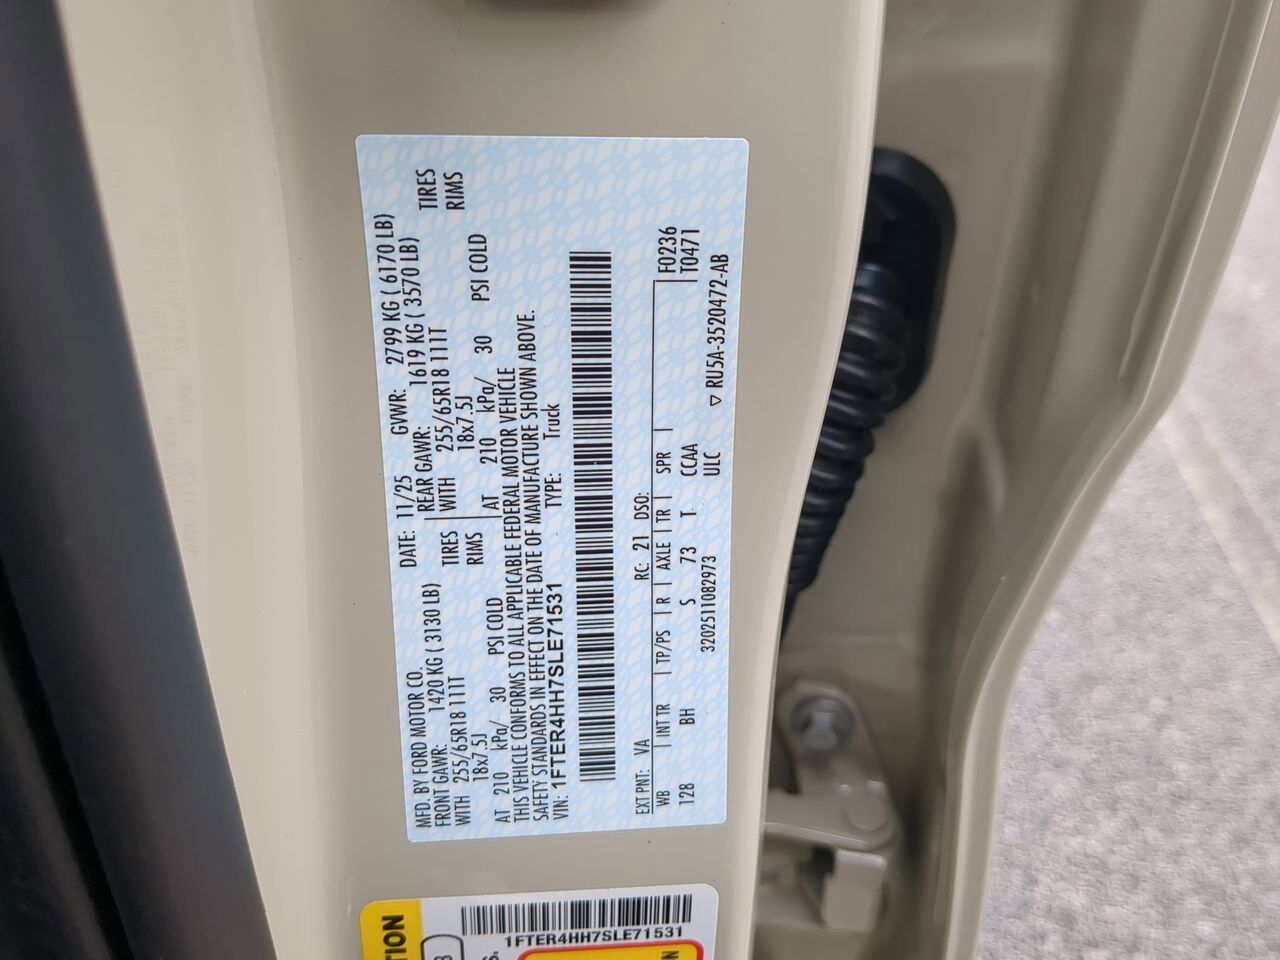 MFD. BY FORD MOTOR CO.
DATE: 11/25 GVWR: 2799 KG ( 6170 LB)
FRONT GAWR: 1420 KG ( 3130 LB) REAR GAWR: 1619 KG ( 3570 LB)
WITH 255/65R18 111T TIRES WITH 255/65R18 111T TIRES
18x7.5J RIMS 18x7.5J RIMS
AT 210 kPa/ 30 PSI COLD AT 210 kPa/ 30 PSI COLD
THIS VEHICLE CONFORMS TO ALL APPLICABLE FEDERAL MOTOR VEHICLE
SAFETY STANDARDS IN EFFECT ON THE DATE OF MANUFACTURE SHOWN ABOVE.
VIN: 1FTER4HH7SLE71531 TYPE: Truck
EXT PNT: VA RC: 21 DSO:
WB INT TR TP/PS R AXLE TR SPR F0236
128 BH S 73 T CCAA T0471
3202511082973 ULC ▽ RU5A-3520472-AB
1FTER4HH7SLE71531